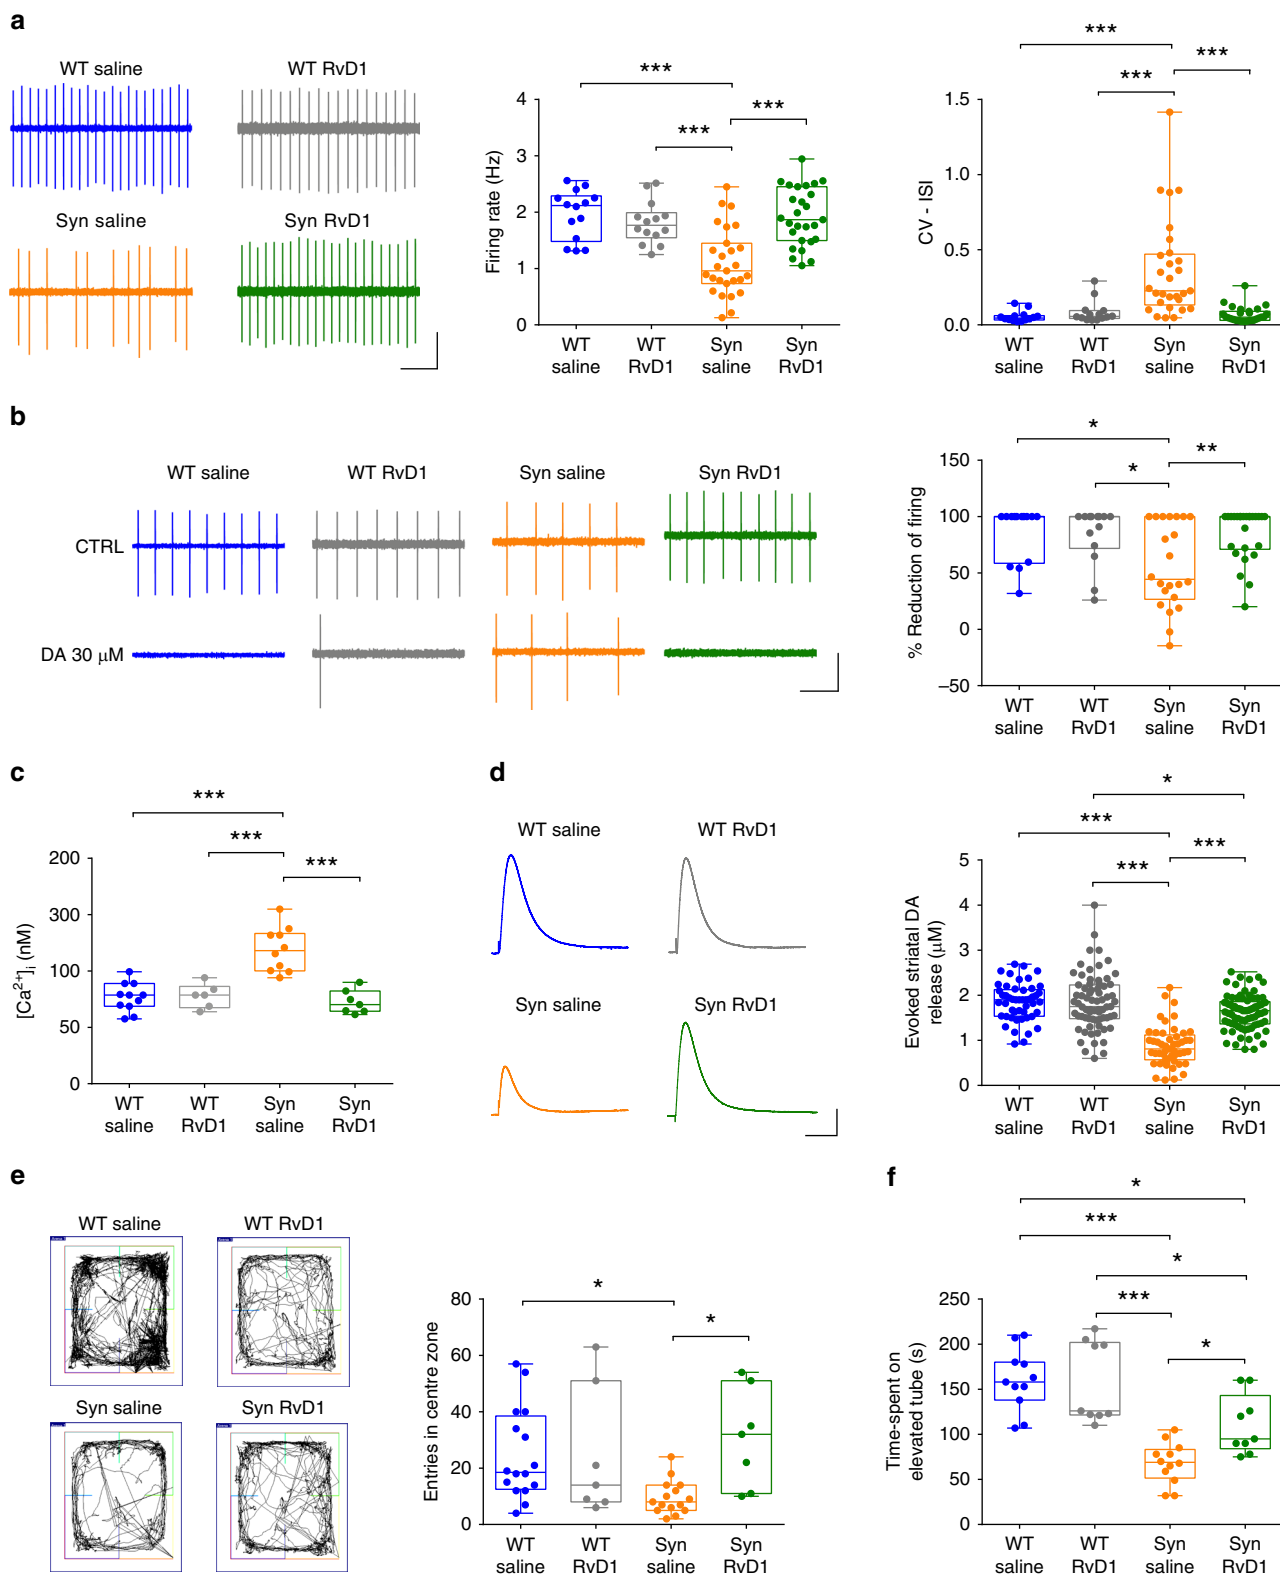 a
WT saline
WT RvD1
Syn saline
Syn RvD1
***
***
***
Firing rate (Hz)
4
3
2
1
0
WT saline
WT RvD1
Syn saline
Syn RvD1
***
***
***
CV - ISI
1.5
1.0
0.5
0.0
WT saline
WT RvD1
Syn saline
Syn RvD1
b
WT saline
WT RvD1
Syn saline
Syn RvD1
CTRL
DA 30 μM
*
**
*
% Reduction of firing
150
100
50
0
–50
WT saline
WT RvD1
Syn saline
Syn RvD1
c
***
***
***
[Ca²⁺]ᵢ (nM)
200
300
100
50
0
WT saline
WT RvD1
Syn saline
Syn RvD1
d
WT saline
WT RvD1
Syn saline
Syn RvD1
*
***
***
***
Evoked striatal DA
release (μM)
5
4
3
2
1
0
WT saline
WT RvD1
Syn saline
Syn RvD1
e
WT saline
WT RvD1
Syn saline
Syn RvD1
*
*
Entries in centre zone
80
60
40
20
0
WT saline
WT RvD1
Syn saline
Syn RvD1
f
*
***
*
***
*
Time-spent on
elevated tube (s)
250
200
150
100
50
0
WT saline
WT RvD1
Syn saline
Syn RvD1